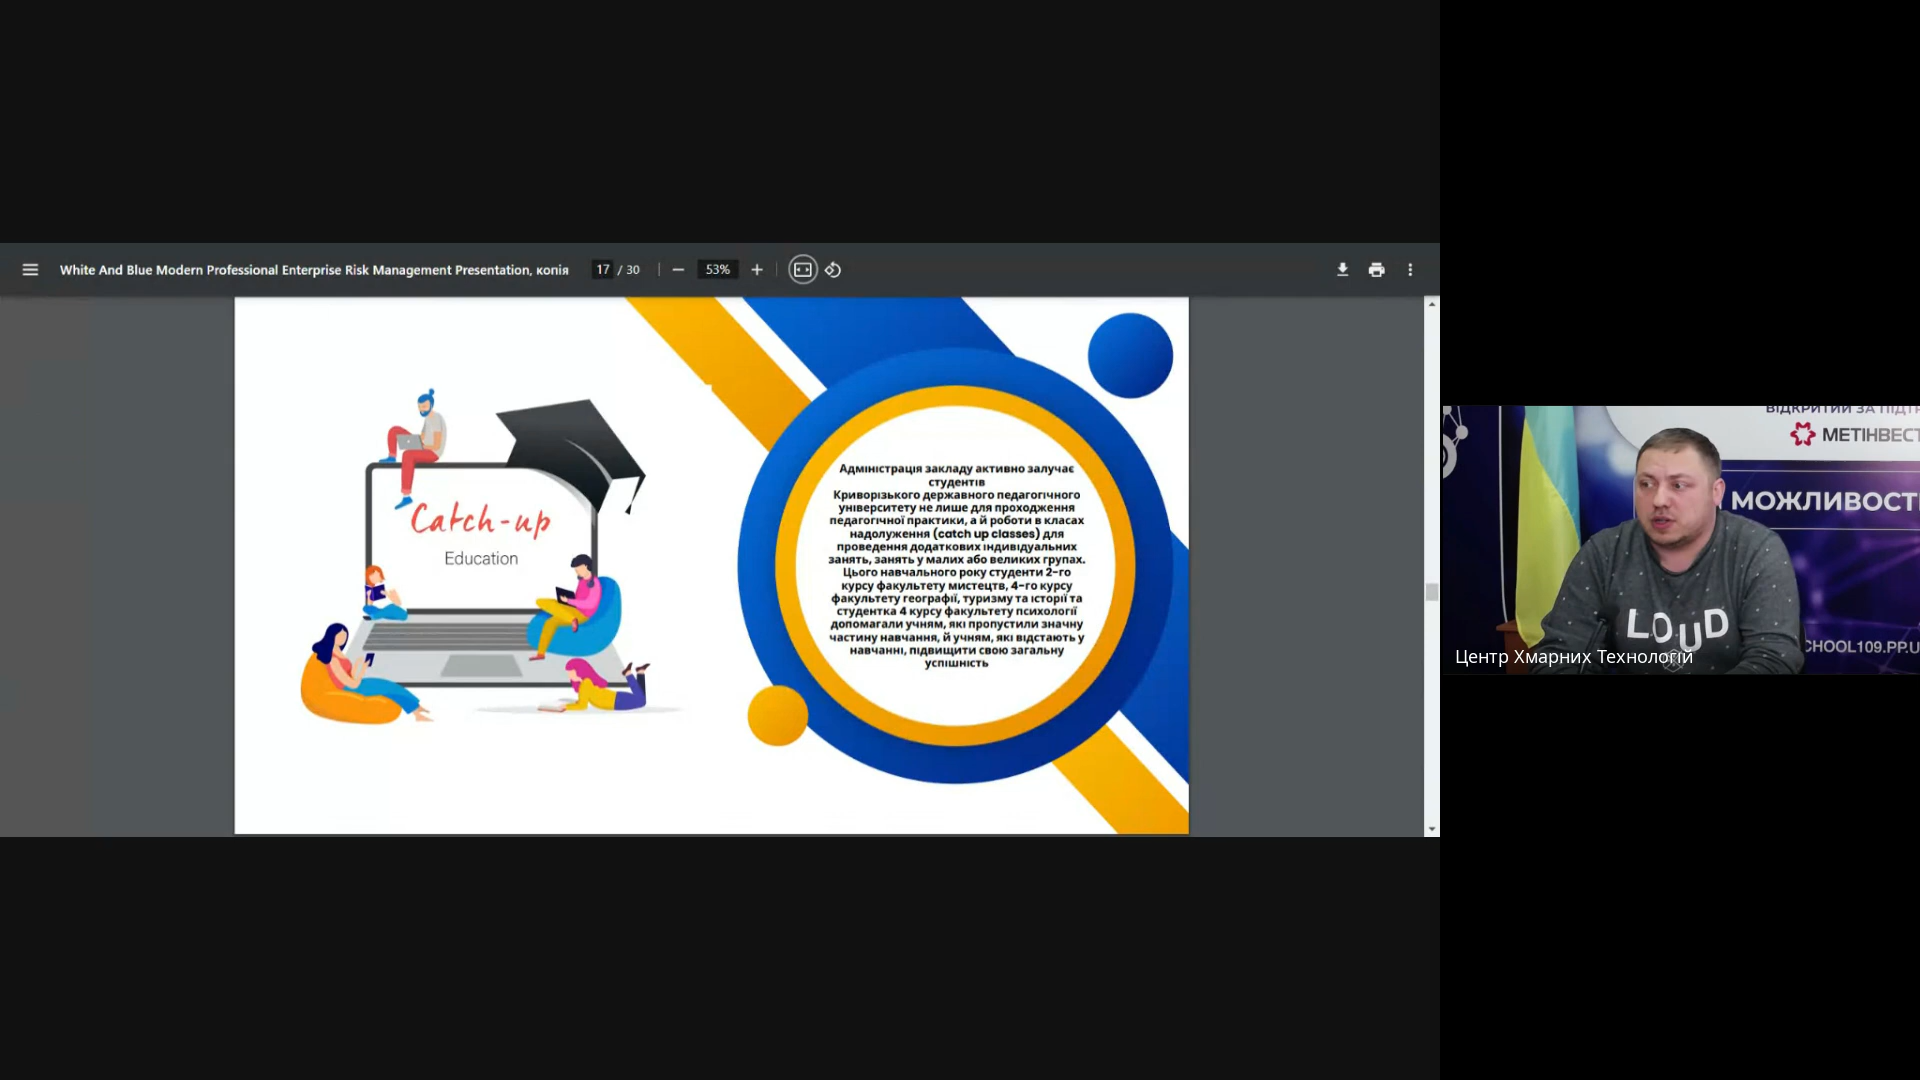 White And Blue Modern Professional Enterprise Risk Management Presentation, копія
17 / 30
53%
Catch-up
Education
Адміністрація закладу активно залучає
студентів
Криворізького державного педагогічного
університету не лише для проходження
педагогічної практики, а й роботи в класах
надолуження (catch up classes) для
проведення додаткових індивідуальних
занять, занять у малих або великих групах.
Цього навчального року студенти 2-го
курсу факультету мистецтв, 4-го курсу
факультету географії, туризму та історії та
студентка 4 курсу факультету психології
допомагали учням, які пропустили значну
частину навчання, й учням, які відстають у
навчанні, підвищити свою загальну
успішність
ВІДКРИТИЙ ЗА ПІДТР
МЕТІНВЕСТ
МОЖЛИВОСТ
LOUD
CHOOL109.PP.U
Центр Хмарних Технологій